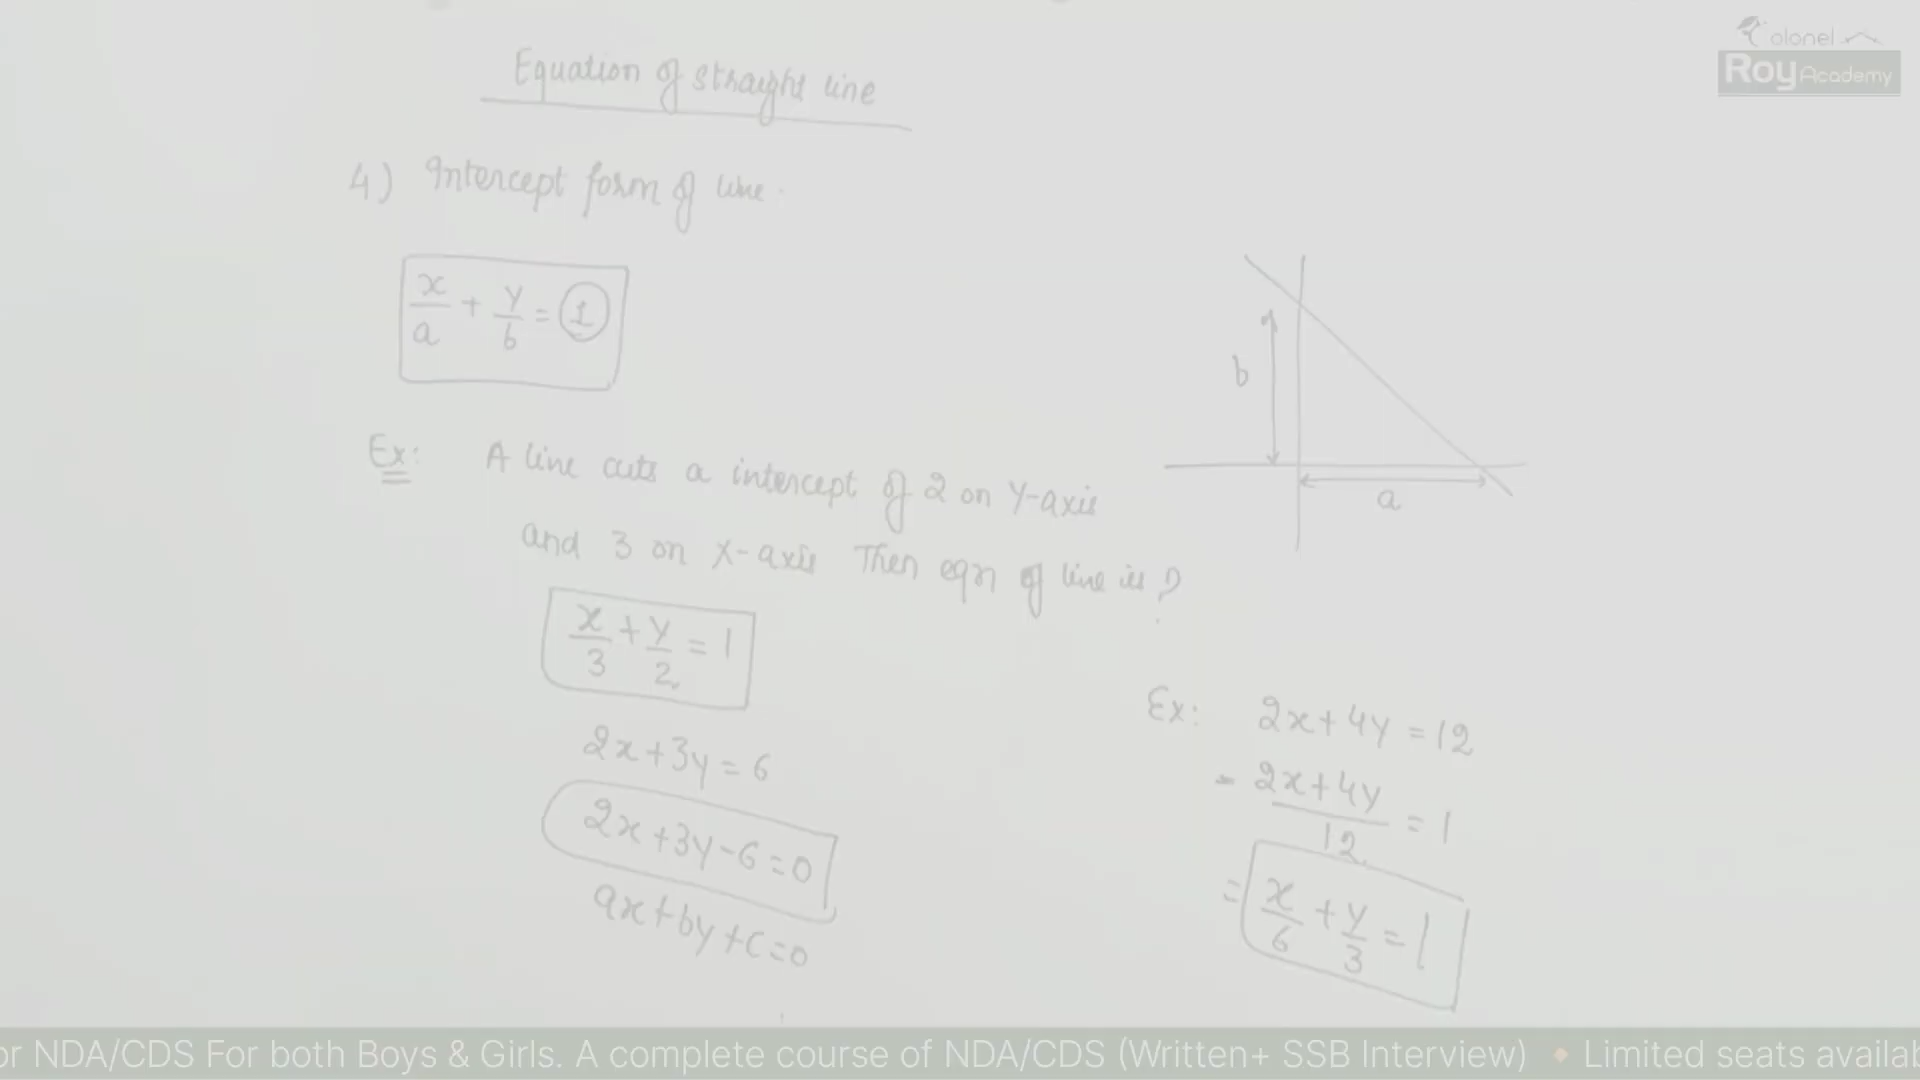 Colonel
Roy Academy
Equation of straight line
4) Intercept form of line.
x/a + y/b = 1
b
a
Ex: A line cuts a intercept of 2 on Y-axis
and 3 on X-axis Then eqn of line is ?
x/3 + y/2 = 1
2x+3y=6
2x+3y-6=0
ax+by+c=0
Ex: 2x+4y=12
= 2x+4y/12 = 1
= x/6 + y/3 = 1
or NDA/CDS For both Boys & Girls. A complete course of NDA/CDS (Written+ SSB Interview) 🔸 Limited seats availab